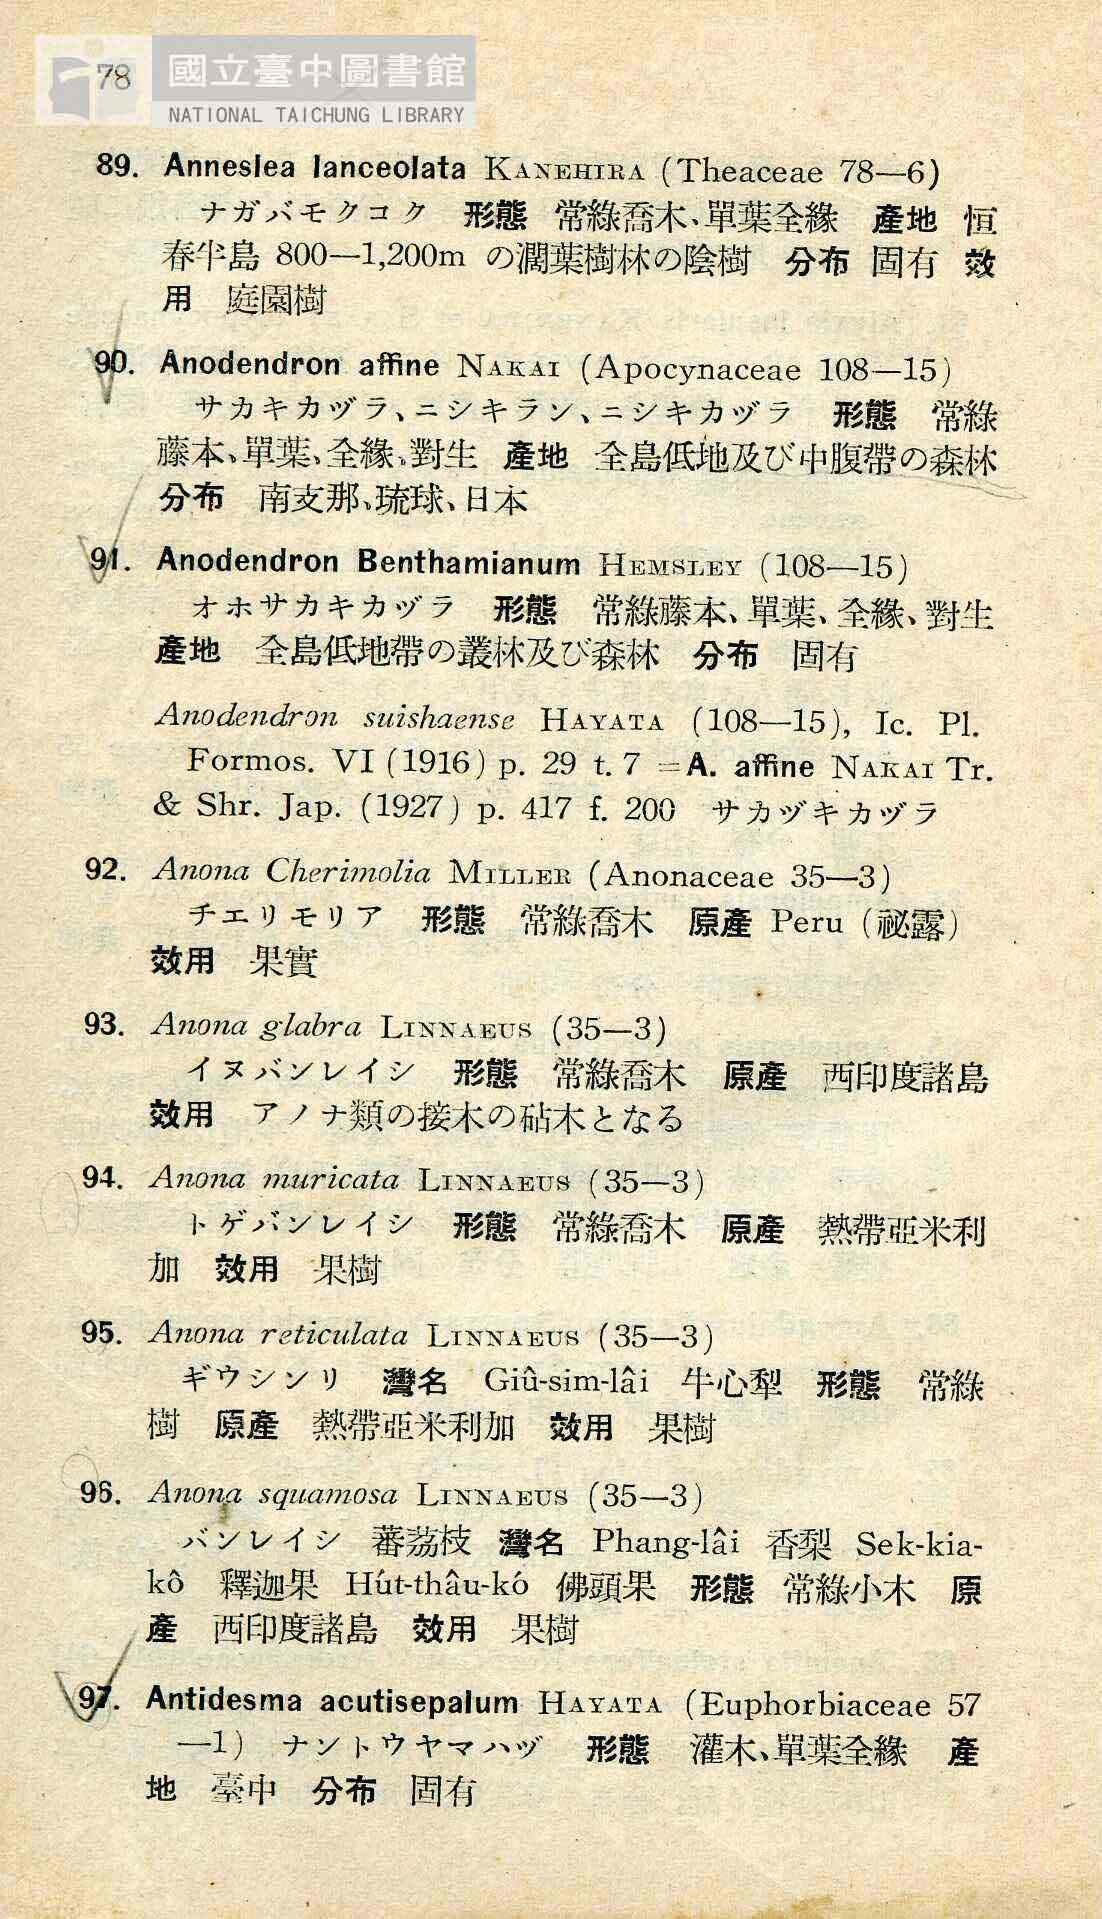 78
國立臺中圖書館
NATIONAL TAICHUNG LIBRARY
89. Anneslea lanceolata KANEHIRA (Theaceae 78—6)
ナガバモクコク 形態 常綠喬木、單葉全緣 產地 恒
春半島 800—1,200m の濶葉樹林の陰樹 分布 固有 效
用 庭園樹
90. Anodendron affine NAKAI (Apocynaceae 108—15)
サカキカヅラ、ニシキラン、ニシキカヅラ 形態 常綠
藤本、單葉、全緣、對生 產地 全島低地及び中腹帶の森林
分布 南支那、琉球、日本
91. Anodendron Benthamianum HEMSLEY (108—15)
オホサカキカヅラ 形態 常綠藤本、單葉、全緣、對生
產地 全島低地帶の叢林及び森林 分布 固有
Anodendron suishaense HAYATA (108—15), Ic. Pl.
Formos. VI (1916) p. 29 t. 7 =A. affine NAKAI Tr.
& Shr. Jap. (1927) p. 417 f. 200 サカヅキカヅラ
92. Anona Cherimolia MILLER (Anonaceae 35—3)
チエリモリア 形態 常綠喬木 原產 Peru (祕露)
效用 果實
93. Anona glabra LINNAEUS (35—3)
イヌバンレイシ 形態 常綠喬木 原產 西印度諸島
效用 アノナ類の接木の砧木となる
94. Anona muricata LINNAEUS (35—3)
トゲバンレイシ 形態 常綠喬木 原產 熱帶亞米利
加 效用 果樹
95. Anona reticulata LINNAEUS (35—3)
ギウシンリ 灣名 Giû-sim-lâi 牛心犁 形態 常綠
樹 原產 熱帶亞米利加 效用 果樹
96. Anona squamosa LINNAEUS (35—3)
バンレイシ 蕃茘枝 灣名 Phang-lâi 香梨 Sek-kia-
kô 釋迦果 Hút-thâu-kó 佛頭果 形態 常綠小木 原
產 西印度諸島 效用 果樹
97. Antidesma acutisepalum HAYATA (Euphorbiaceae 57
—1) ナントウヤマハヅ 形態 灌木、單葉全緣 產
地 臺中 分布 固有